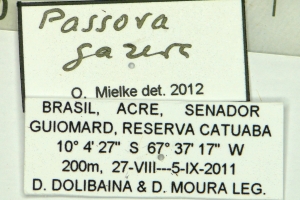 Passova
gazera
O. Mielke det. 2012
BRASIL, ACRE, SENADOR
GUIOMARD, RESERVA CATUABA
10° 4' 27" S 67° 37' 17" W
200m, 27-VIII---5-IX-2011
D. DOLIBAINA & D. MOURA LEG.